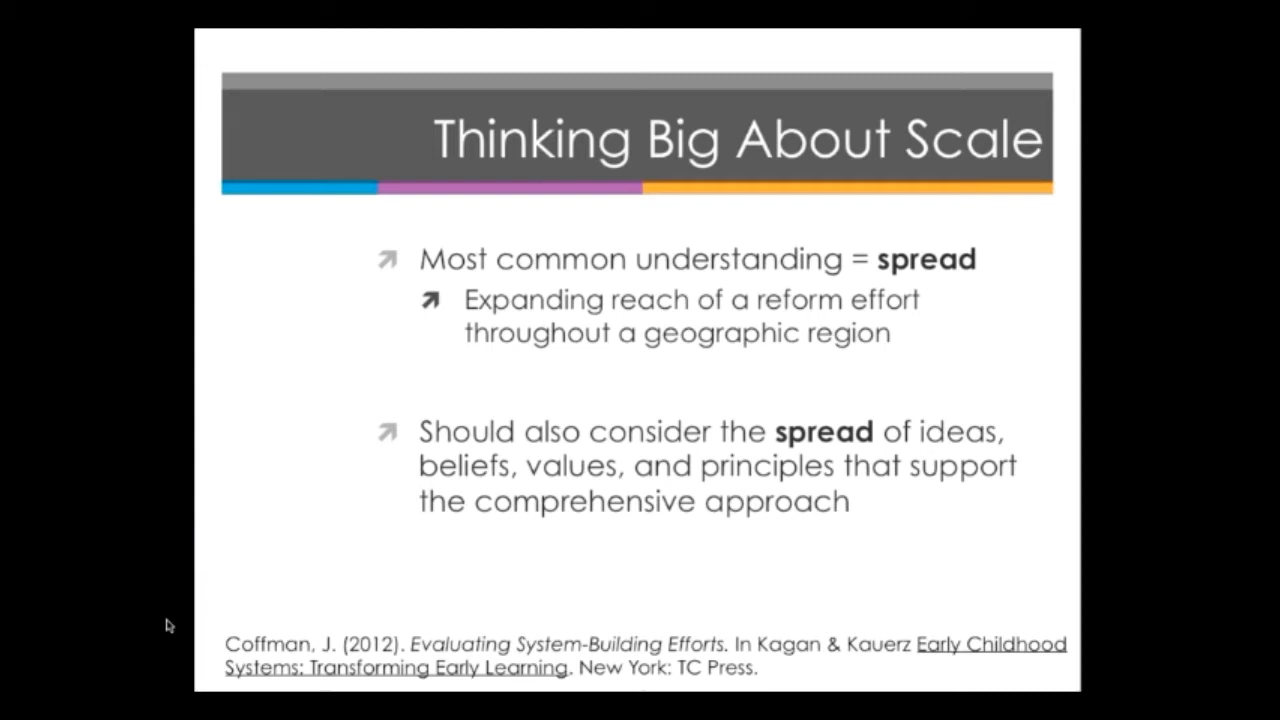 Thinking Big About Scale
Most common understanding = spread
Expanding reach of a reform effort
throughout a geographic region
Should also consider the spread of ideas,
beliefs, values, and principles that support
the comprehensive approach
Coffman, J. (2012). Evaluating System-Building Efforts. In Kagan & Kauerz Early Childhood
Systems: Transforming Early Learning. New York: TC Press.